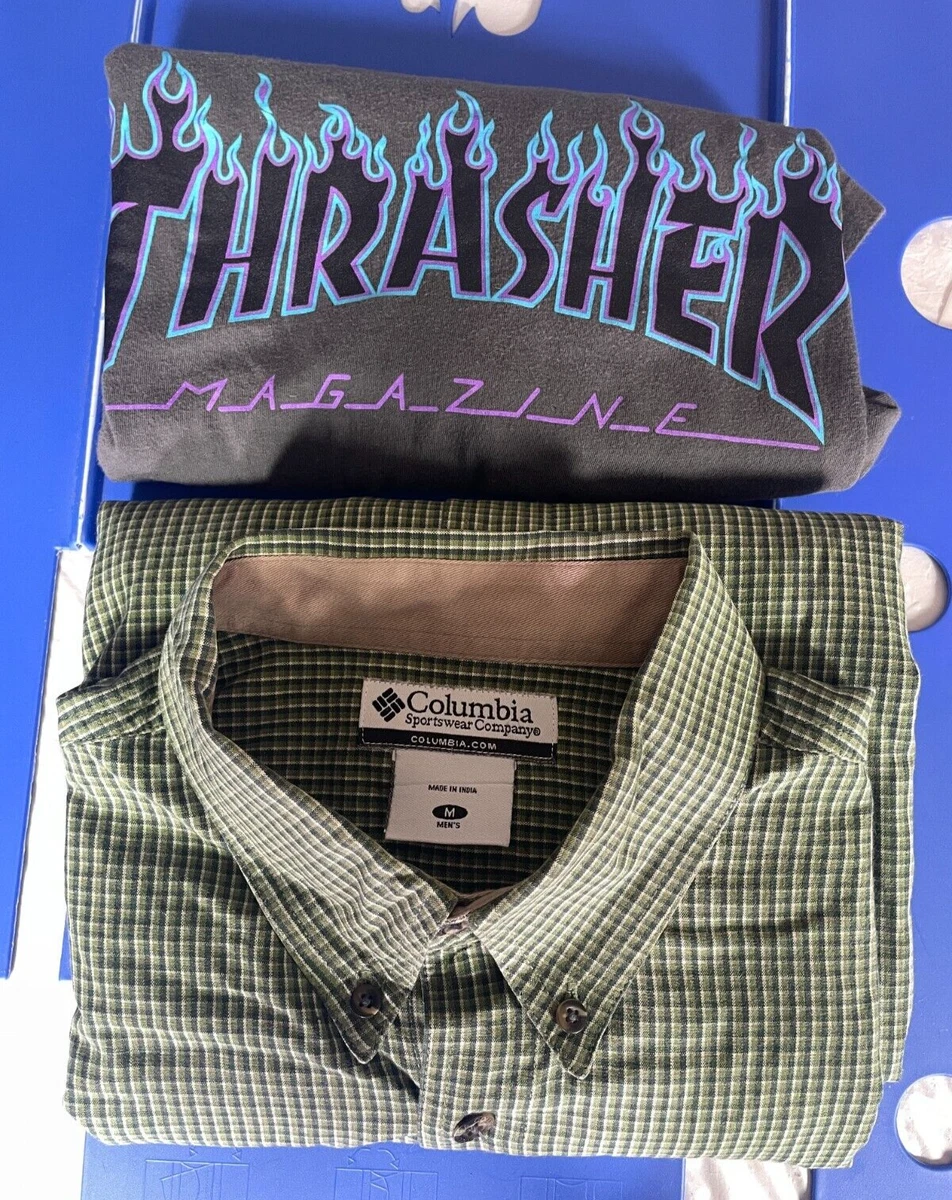 THRASHER
MAGAZINE
Columbia
Sportswear Company®
COLUMBIA.COM
MADE IN INDIA
M
MEN'S